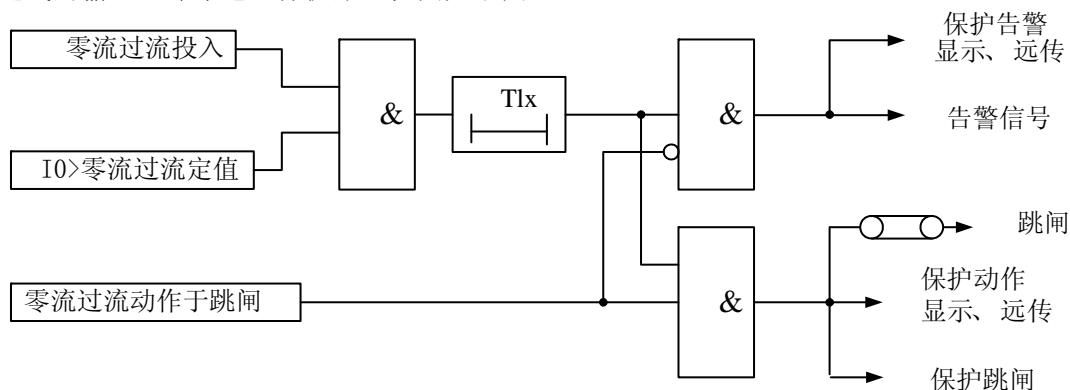 零流过流投入
I0>零流过流定值
零流过流动作于跳闸
&
Tlx
&
&
保护告警
显示、远传
告警信号
跳闸
保护动作
显示、远传
保护跳闸